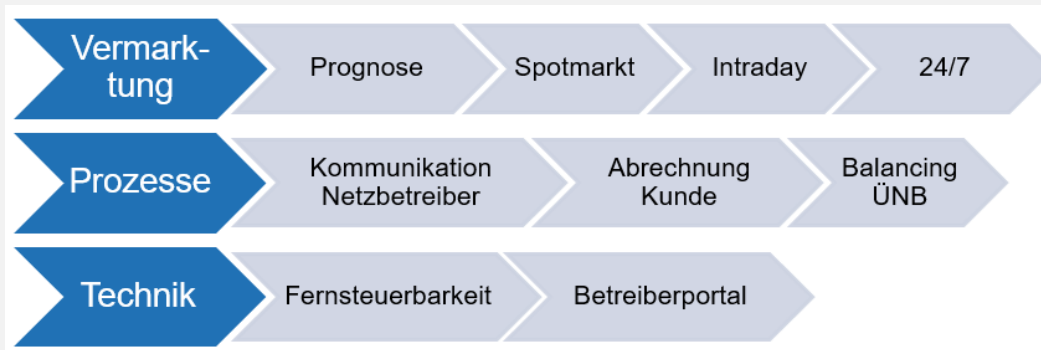 Vermark-
tung
Prognose
Spotmarkt
Intraday
24/7
Prozesse
Kommunikation
Netzbetreiber
Abrechnung
Kunde
Balancing
ÜNB
Technik
Fernsteuerbarkeit
Betreiberportal